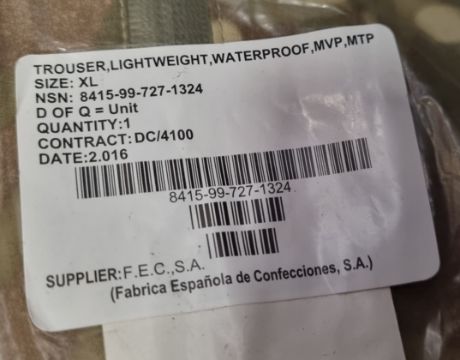 TROUSER,LIGHTWEIGHT,WATERPROOF,MVP,MTP
SIZE: XL
NSN: 8415-99-727-1324
D OF Q = Unit
QUANTITY:1
CONTRACT: DC/4100
DATE:2.016
8415-99-727-1324
SUPPLIER:F.E.C.,S.A.
(Fabrica Española de Confecciones, S.A.)